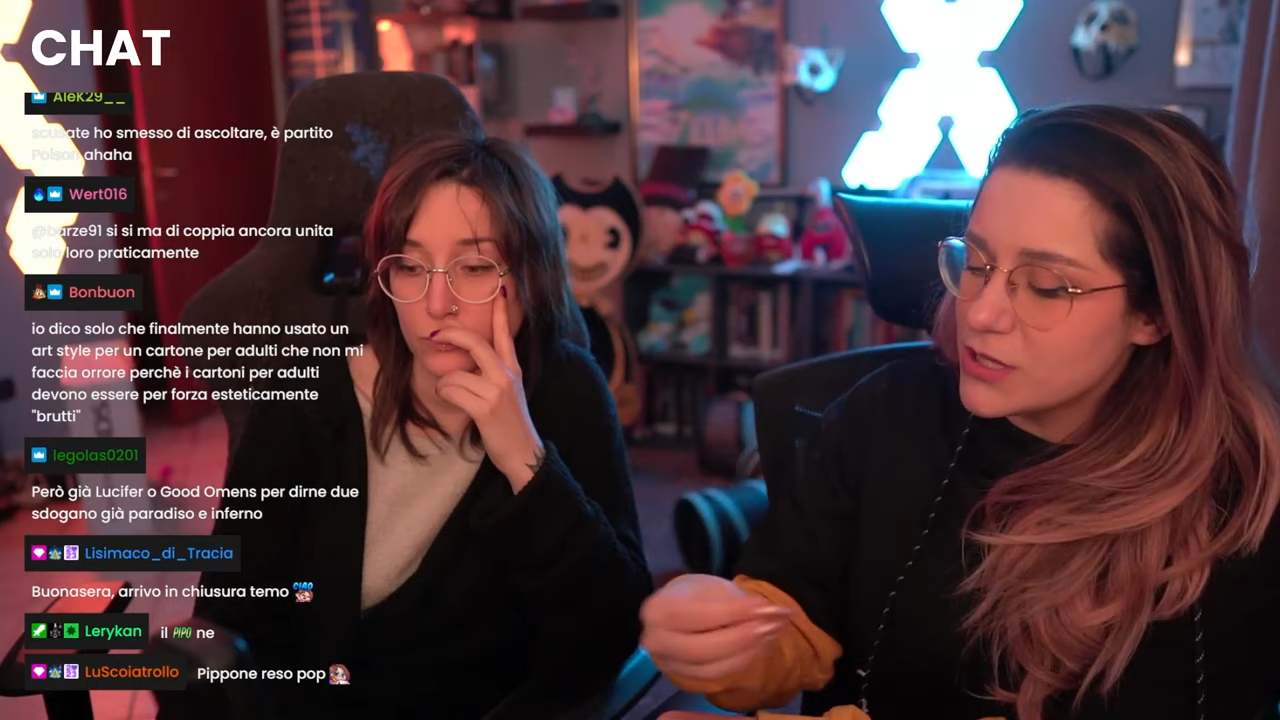 CHAT
AleK29__
scusate ho smesso di ascoltare, è partito
Poison ahaha
Wert016
@barze91 si si ma di coppia ancora unita
solo loro praticamente
Bonbuon
io dico solo che finalmente hanno usato un
art style per un cartone per adulti che non mi
faccia orrore perchè i cartoni per adulti
devono essere per forza esteticamente
"brutti"
legolas0201
Però già Lucifer o Good Omens per dirne due
sdogano già paradiso e inferno
Lisimaco_di_Tracia
Buonasera, arrivo in chiusura temo CIAO
Lerykan il PIPO ne
LuScoiatrollo Pippone reso pop